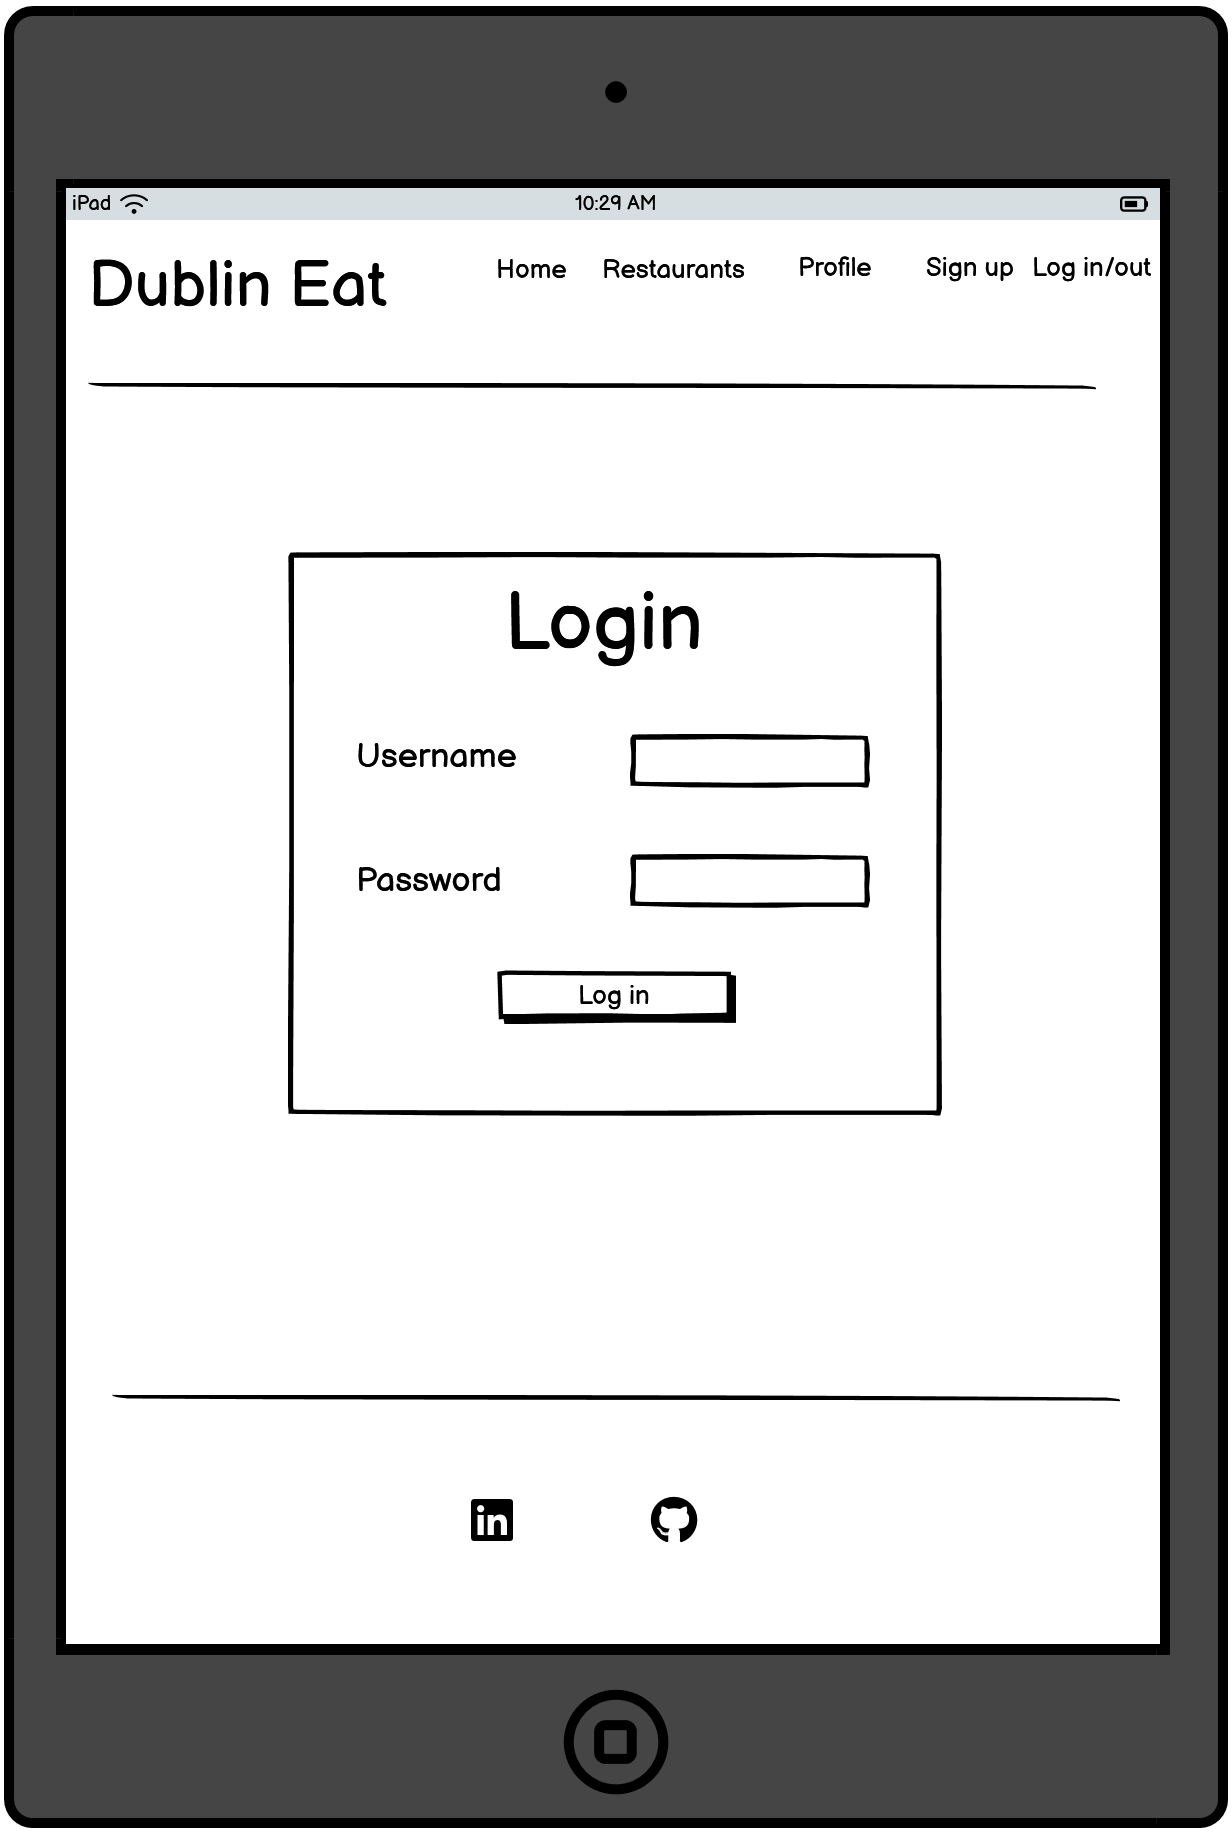 iPad 10:29 AM
Dublin Eat Home Restaurants Profile Sign up Log in/out
Login
Username
Password
Log in
in